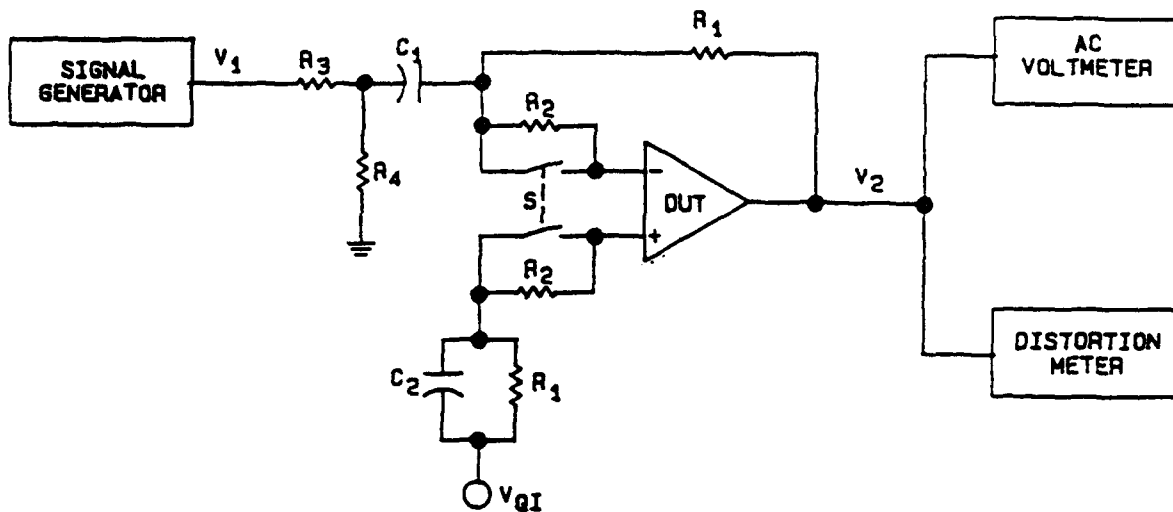 SIGNAL
GENERATOR
V1
R3
C1
R1
AC
VOLTMETER
R2
R4
S
-
DUT
+
V2
R2
C2
R1
DISTORTION
METER
VQI